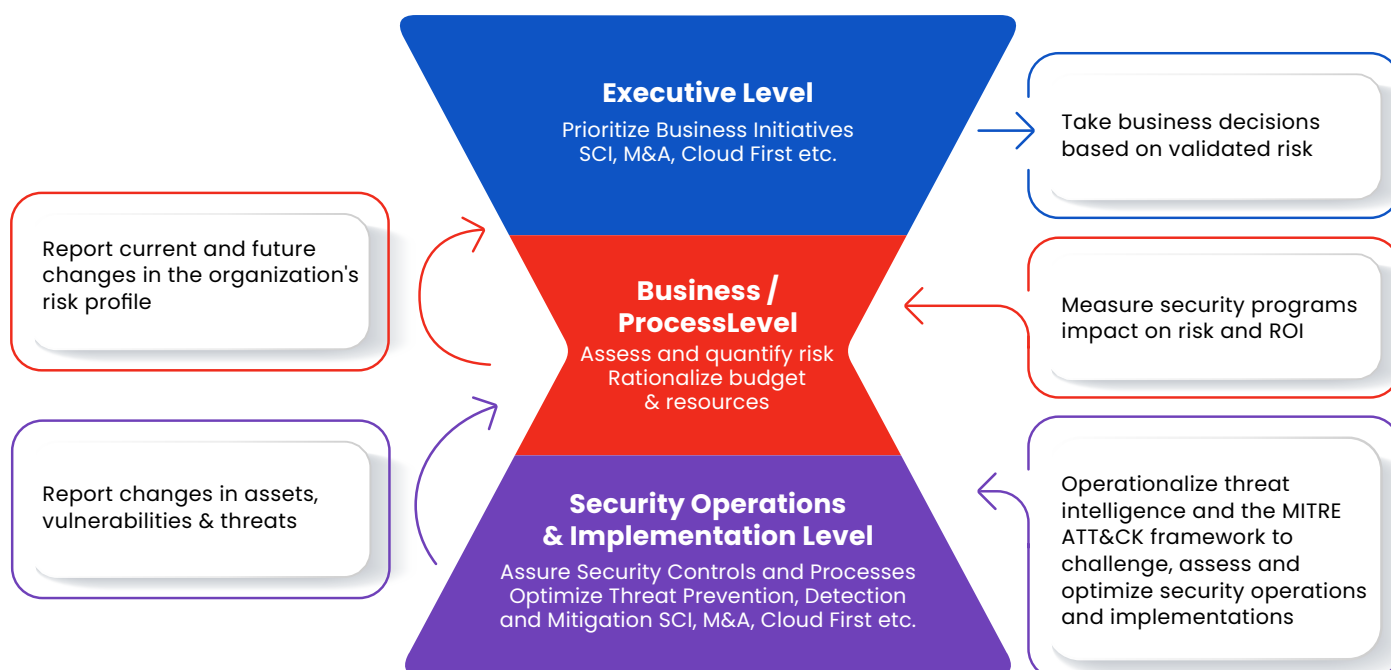 Executive Level
Prioritize Business Initiatives
SCI, M&A, Cloud First etc.
Take business decisions
based on validated risk
Report current and future
changes in the organization's
risk profile
Business /
ProcessLevel
Assess and quantify risk
Rationalize budget
& resources
Measure security programs
impact on risk and ROI
Report changes in assets,
vulnerabilities & threats
Security Operations
& Implementation Level
Assure Security Controls and Processes
Optimize Threat Prevention, Detection
and Mitigation SCI, M&A, Cloud First etc.
Operationalize threat
intelligence and the MITRE
ATT&CK framework to
challenge, assess and
optimize security operations
and implementations